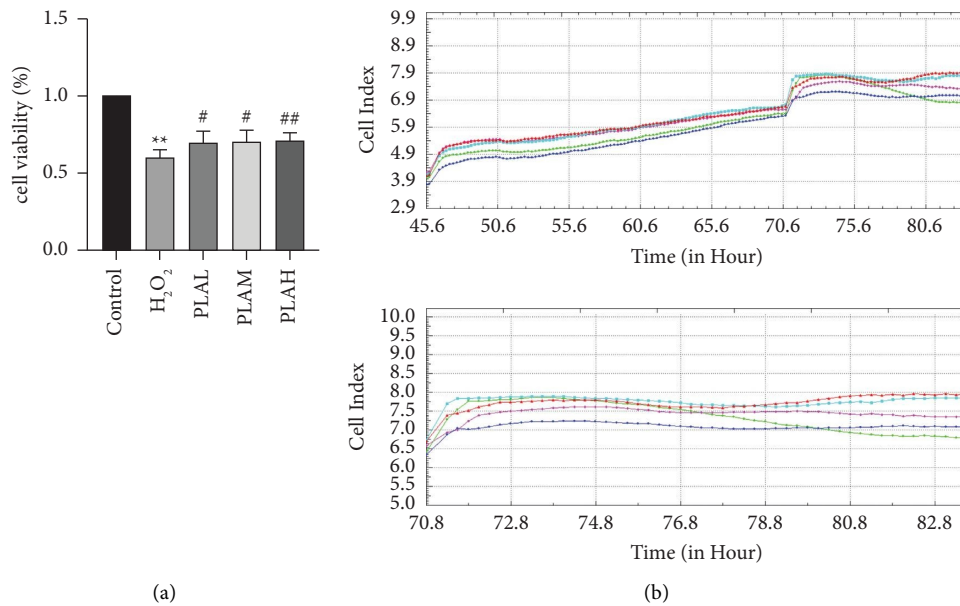 1.5
1.0
0.5
0.0
cell viability (%)
**
#
#
##
Control
H₂O₂
PLAL
PLAM
PLAH
(a)
9.9
8.9
7.9
6.9
5.9
4.9
3.9
2.9
Cell Index
45.6 50.6 55.6 60.6 65.6 70.6 75.6 80.6
Time (in Hour)
10.0
9.5
9.0
8.5
8.0
7.5
7.0
6.5
6.0
5.5
5.0
Cell Index
70.8 72.8 74.8 76.8 78.8 80.8 82.8
Time (in Hour)
(b)